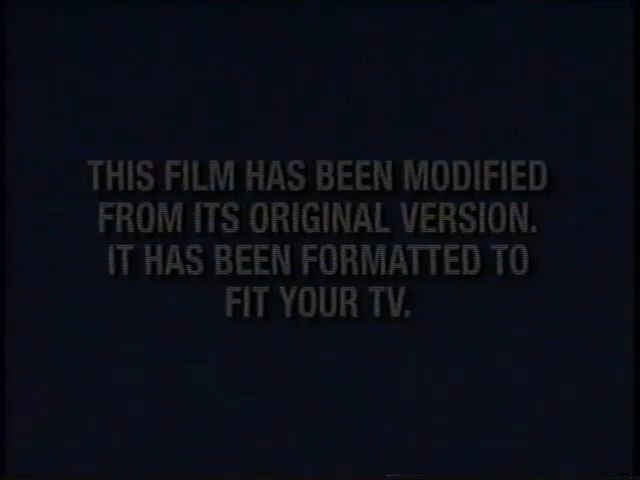 THIS FILM HAS BEEN MODIFIED
FROM ITS ORIGINAL VERSION.
IT HAS BEEN FORMATTED TO
FIT YOUR TV.